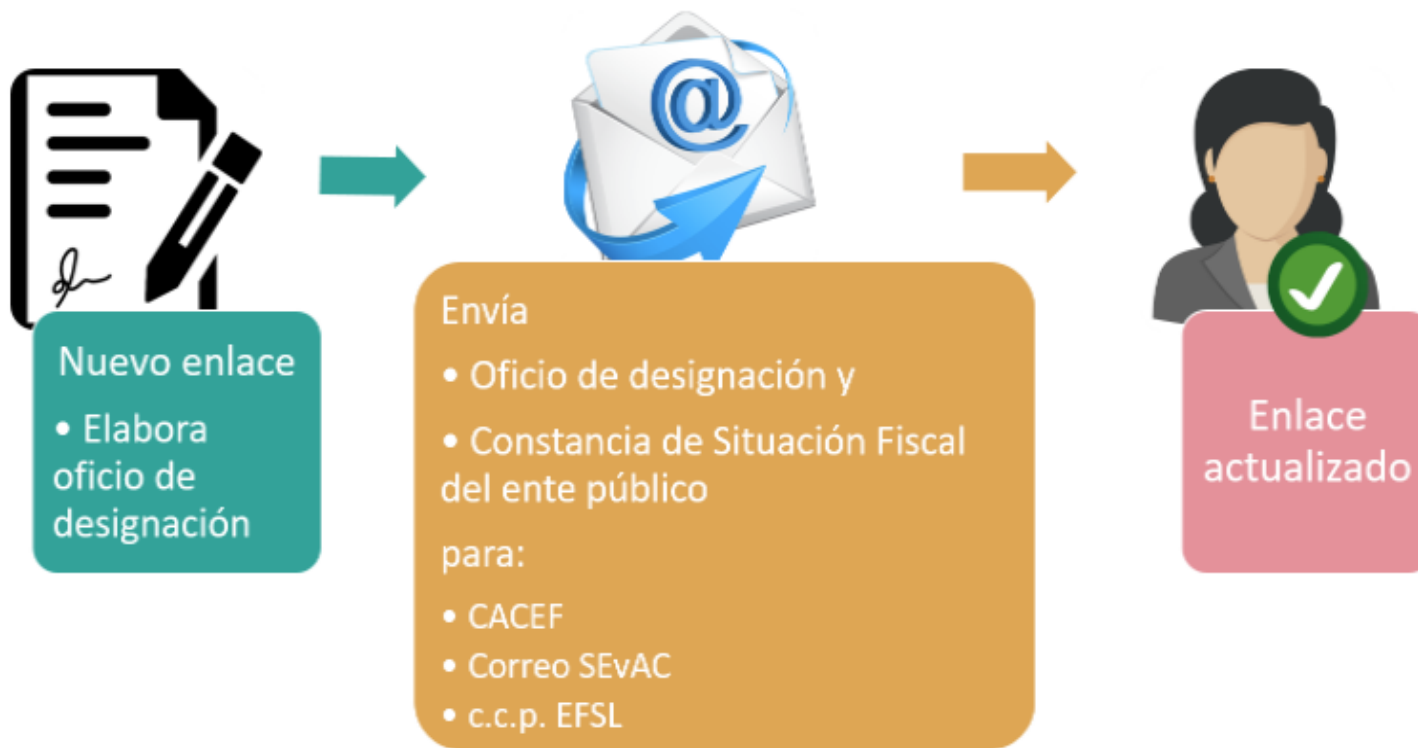 Nuevo enlace
• Elabora
oficio de
designación
@
Envía
• Oficio de designación y
• Constancia de Situación Fiscal
del ente público
para:
• CACEF
• Correo SEvAC
• c.c.p. EFSL
Enlace
actualizado